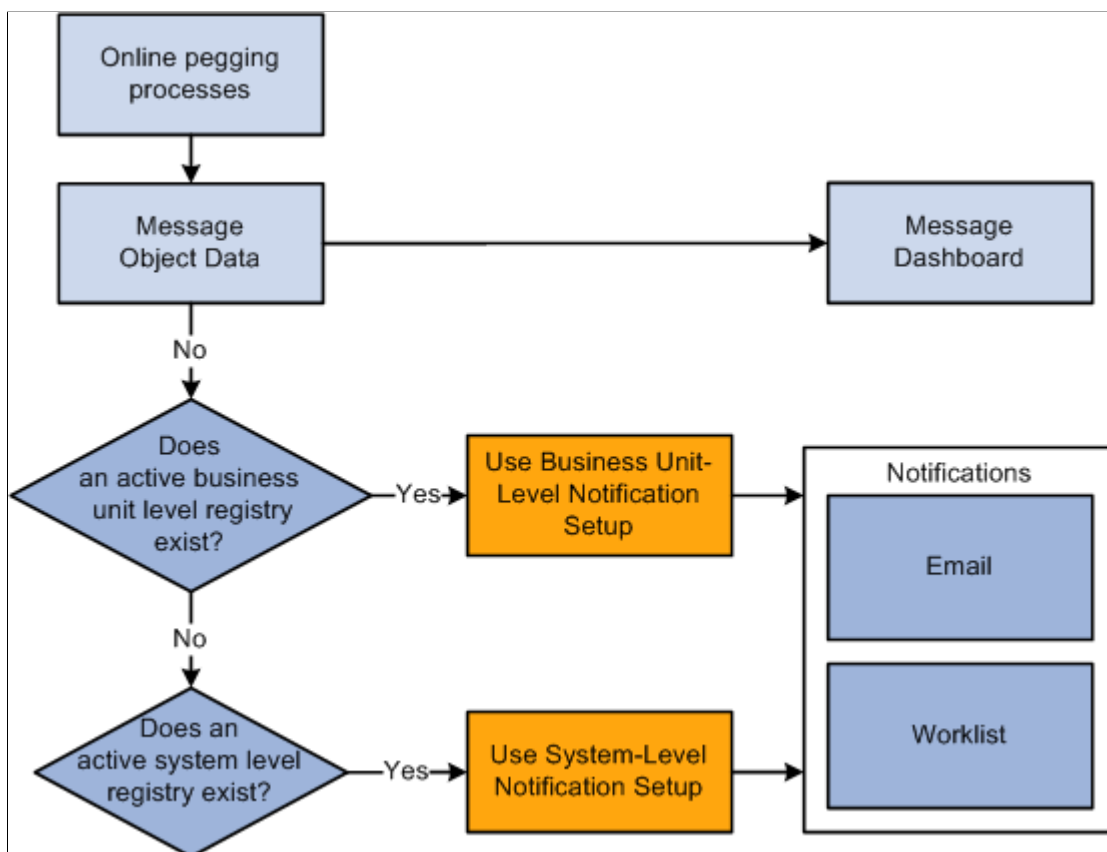 Online pegging
processes
Message
Object Data
Message
Dashboard
No
Does
an active business
unit level registry
exist?
Yes
Use Business Unit-
Level Notification
Setup
Notifications
Email
Worklist
No
Does an
active system level
registry exist?
Yes
Use System-Level
Notification Setup